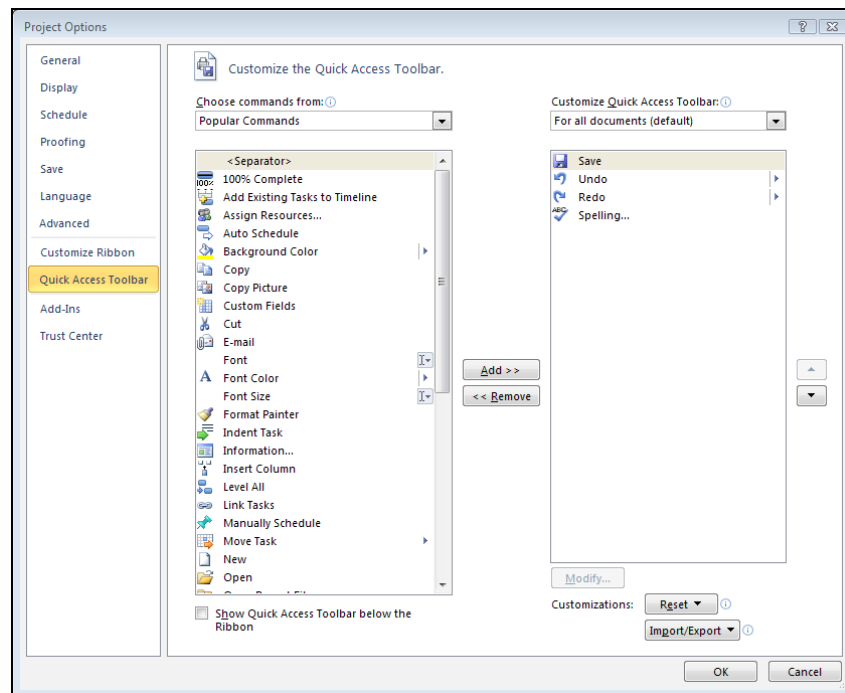 Project Options
General
Display
Schedule
Proofing
Save
Language
Advanced
Customize Ribbon
Quick Access Toolbar
Add-Ins
Trust Center
Customize the Quick Access Toolbar.
Choose commands from:
Popular Commands
<Separator>
100% Complete
Add Existing Tasks to Timeline
Assign Resources...
Auto Schedule
Background Color
Copy
Copy Picture
Custom Fields
Cut
E-mail
Font
Font Color
Font Size
Format Painter
Indent Task
Information...
Insert Column
Level All
Link Tasks
Manually Schedule
Move Task
New
Open
Show Quick Access Toolbar below the
Ribbon
Add >>
<< Remove
Customize Quick Access Toolbar:
For all documents (default)
Save
Undo
Redo
Spelling...
Modify...
Customizations:
Reset
Import/Export
OK
Cancel